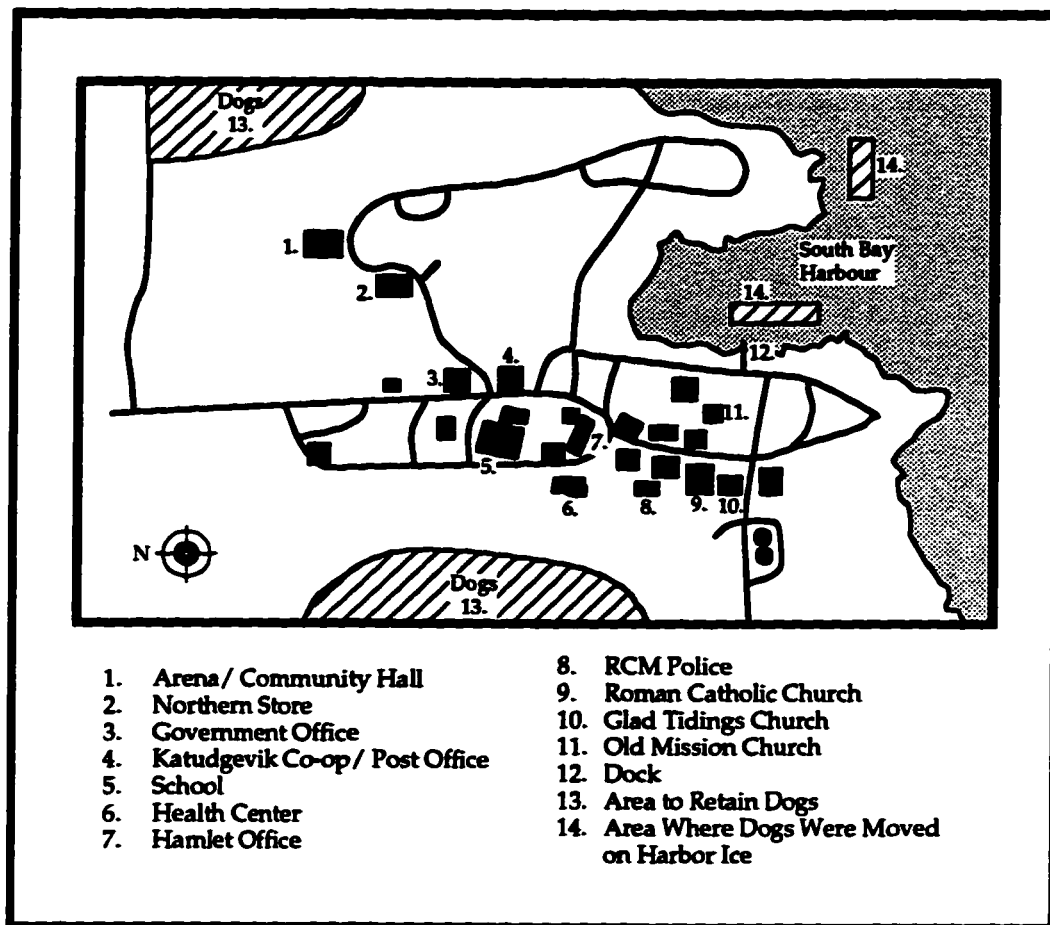 Dogs
13.
14.
1.
South Bay
Harbour
2.
14.
12.
3.
4.
11.
7.
5.
6.
8.
9.
10.
N
Dogs
13.
1. Arena/ Community Hall
2. Northern Store
3. Government Office
4. Katudgevik Co-op/ Post Office
5. School
6. Health Center
7. Hamlet Office
8. RCM Police
9. Roman Catholic Church
10. Glad Tidings Church
11. Old Mission Church
12. Dock
13. Area to Retain Dogs
14. Area Where Dogs Were Moved
on Harbor Ice